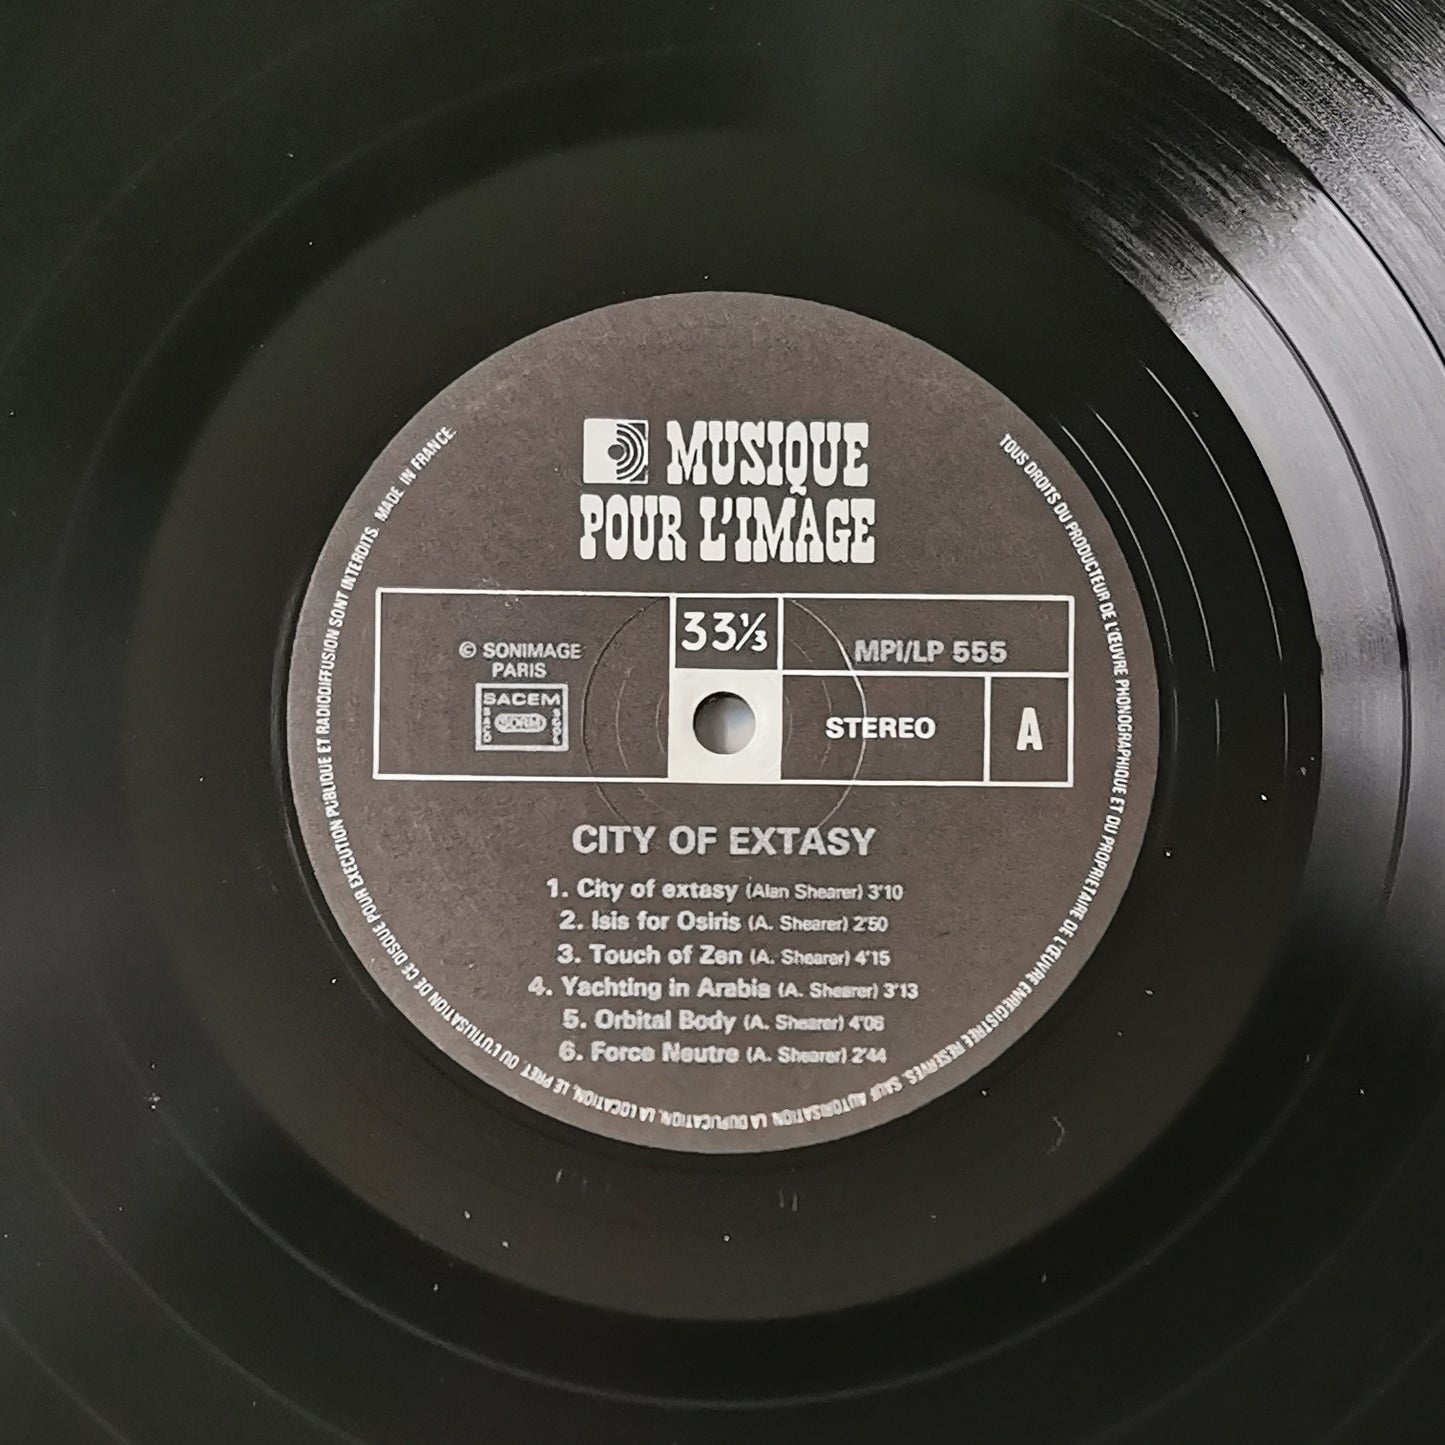 MUSIQUE
POUR L'IMAGE
33⅓
© SONIMAGE
PARIS
SACEM
SACD
SDRM
SGDL
MPI/LP 555
STEREO
A
CITY OF EXTASY
1. City of extasy (Alan Shearer) 3'10
2. Isis for Osiris (A. Shearer) 2'50
3. Touch of Zen (A. Shearer) 4'15
4. Yachting in Arabia (A. Shearer) 3'13
5. Orbital Body (A. Shearer) 4'06
6. Force Neutre (A. Shearer) 2'44
TOUS DROITS DU PRODUCTEUR DE L'ŒUVRE PHONOGRAPHIQUE ET DU PROPRIETAIRE DE L'ŒUVRE ENREGISTREE RESERVES. SAUF AUTORISATION LA DUPLICATION, LA LOCATION, LE PRET, OU L'UTILISATION DE CE DISQUE POUR EXECUTION PUBLIQUE ET RADIODIFFUSION SONT INTERDITS. MADE IN FRANCE.